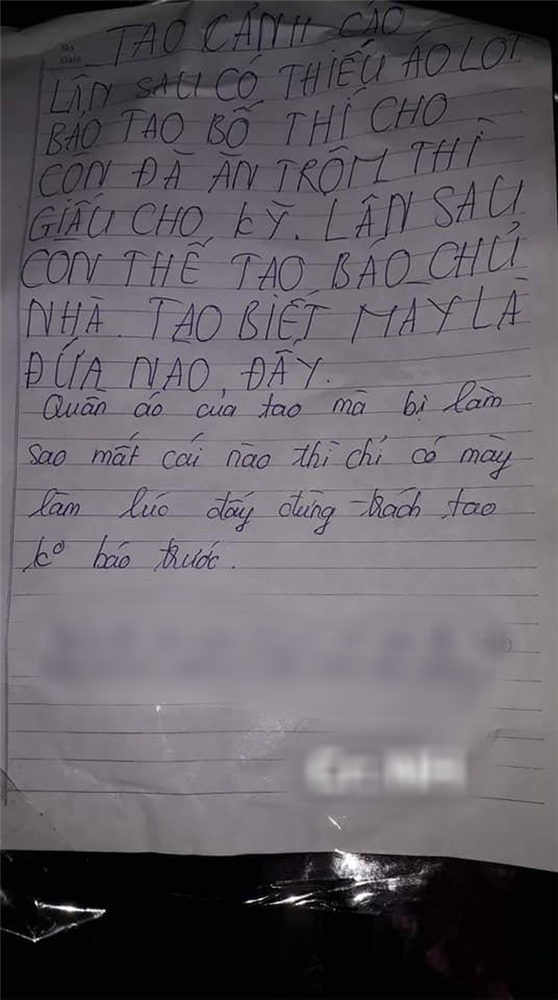 TAO CẢNH CÁO
LẦN SAU CÓ THIẾU ÁO LÓT
BẢO TAO BỐ THÍ CHO
CÒN ĐÃ ĂN TRỘM THÌ
GIẤU CHO KỸ. LẦN SAU
CON THẾ TAO BÁO CHỦ
NHÀ. TAO BIẾT MÀY LÀ
ĐỨA NÀO ĐẤY.
Quần áo của tao mà bị làm
sao mất cái nào thì chỉ có mày
làm lúc đấy đừng trách tao
ko báo trước.